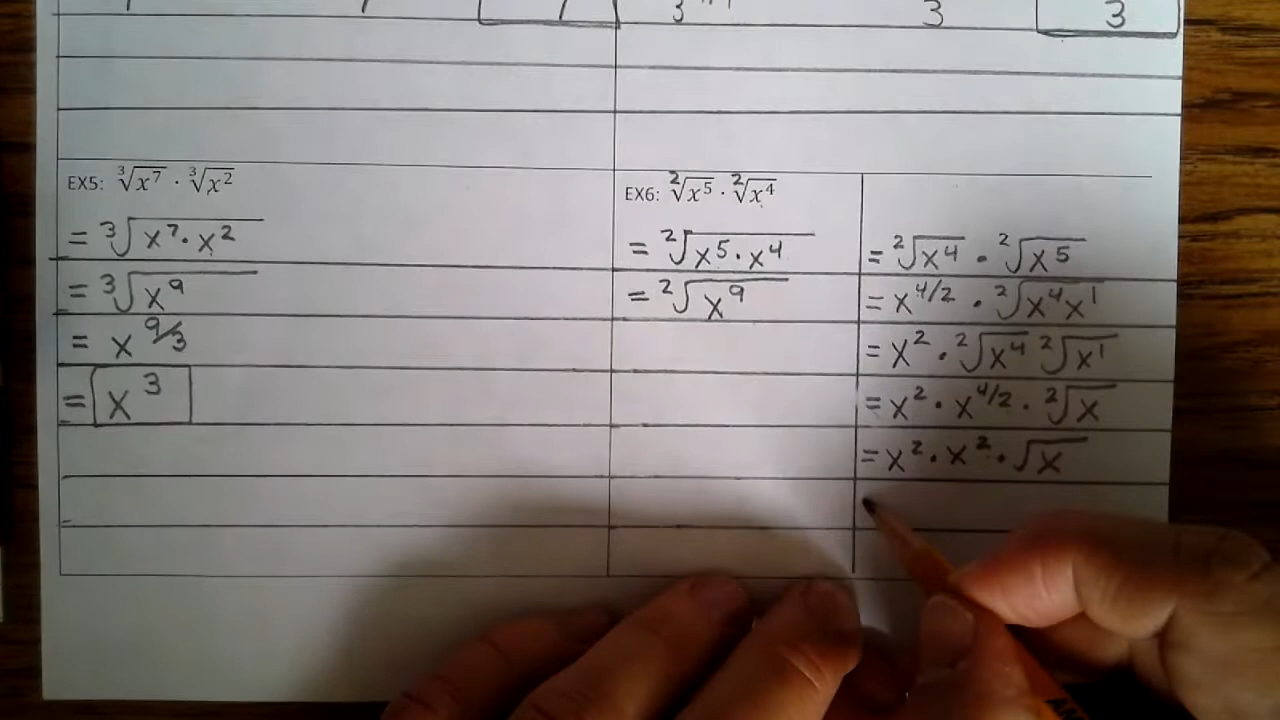 7 3 3
EX5: ∛x⁷ · ∛x²
= ∛x⁷·x²
= ∛x⁹
= x^9/3
= x³
EX6: ²√x⁵ · ²√x⁴
= ²√x⁵·x⁴
= ²√x⁹
= ²√x⁴ · ²√x⁵
= x^4/2 · ²√x⁴x¹
= x² · ²√x⁴ ²√x¹
= x² · x^4/2 · ²√x
= x² · x² · √x